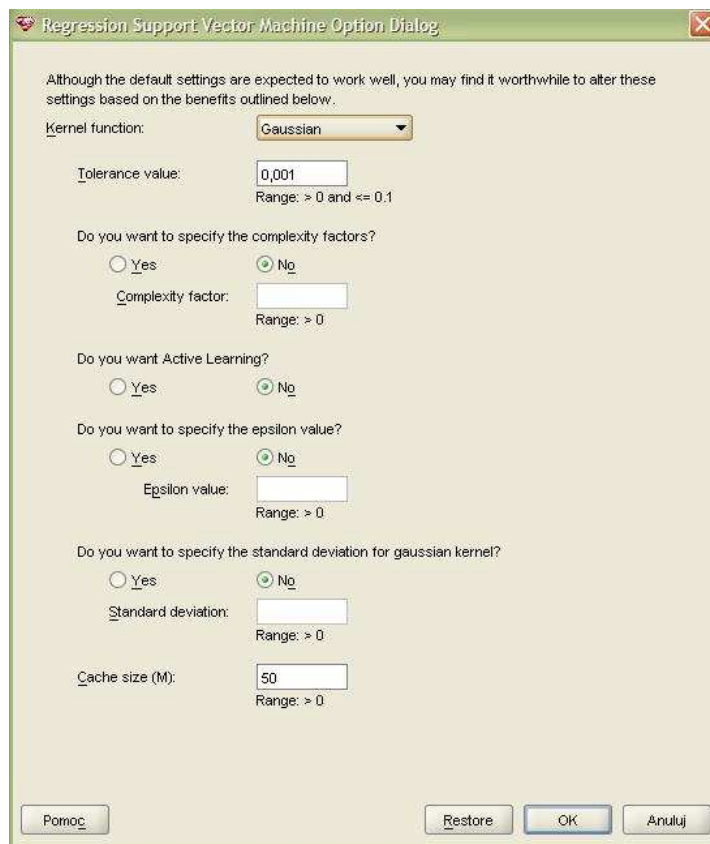 Regression Support Vector Machine Option Dialog
Although the default settings are expected to work well, you may find it worthwhile to alter these
settings based on the benefits outlined below.
Kernel function: Gaussian
Tolerance value: 0,001
Range: > 0 and <= 0.1
Do you want to specify the complexity factors?
Yes No
Complexity factor:
Range: > 0
Do you want Active Learning?
Yes No
Do you want to specify the epsilon value?
Yes No
Epsilon value:
Range: > 0
Do you want to specify the standard deviation for gaussian kernel?
Yes No
Standard deviation:
Range: > 0
Cache size (M): 50
Range: > 0
Pomoc Restore OK Anuluj